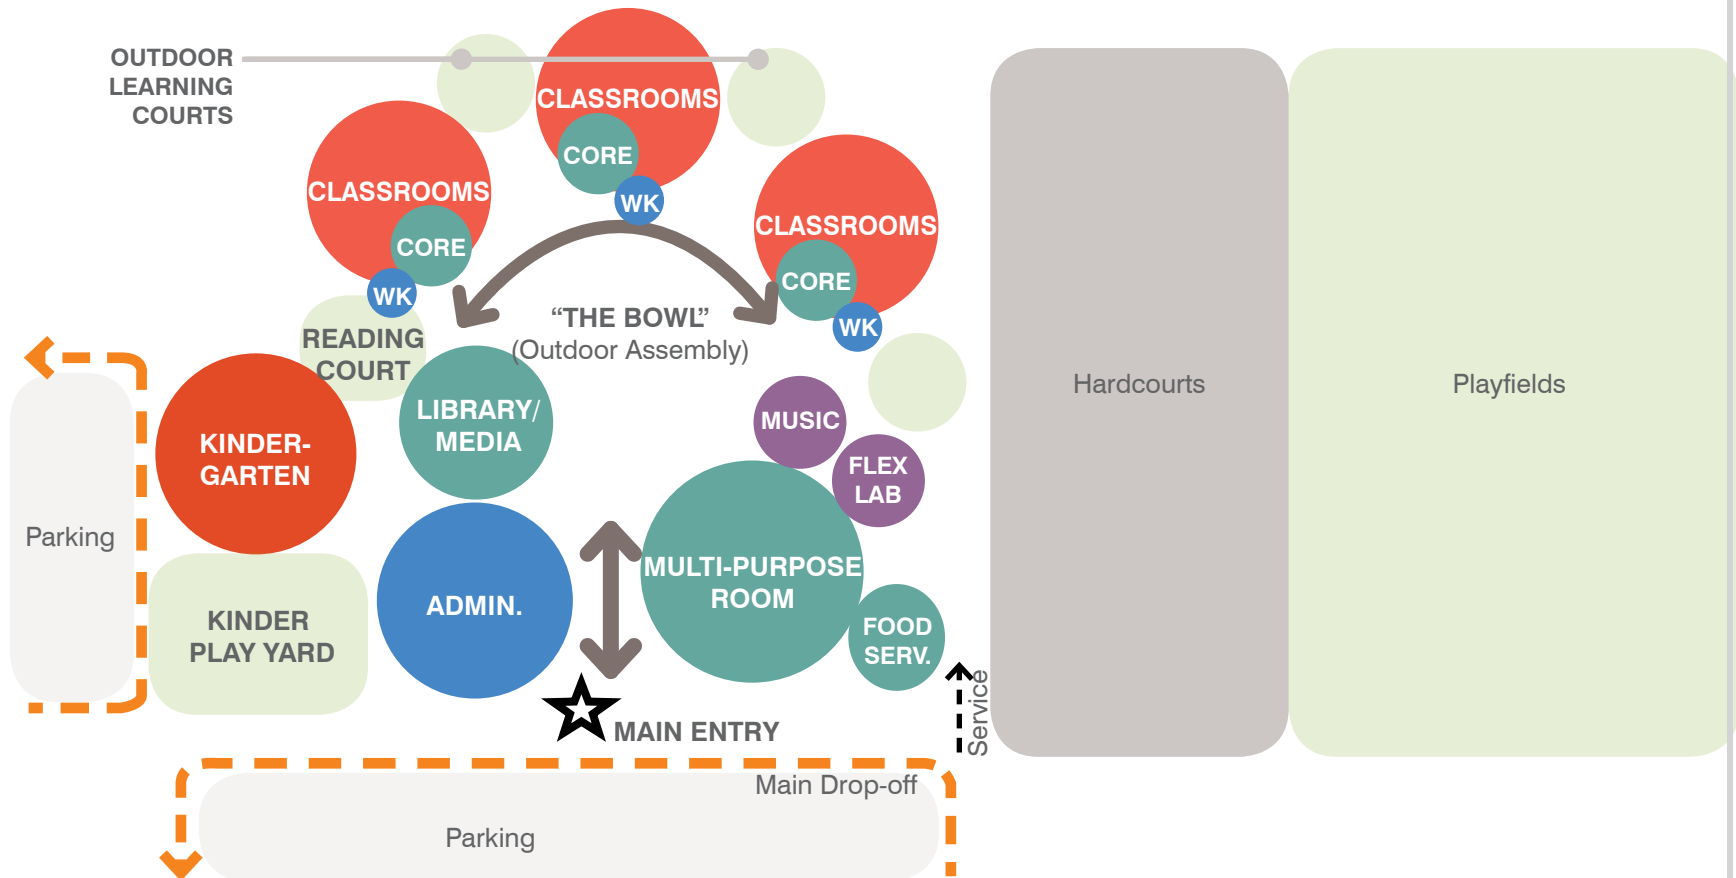 OUTDOOR
LEARNING
COURTS
CLASSROOMS
CORE
WK
CLASSROOMS
CORE
WK
CLASSROOMS
CORE
WK
“THE BOWL”
(Outdoor Assembly)
READING
COURT
LIBRARY/
MEDIA
KINDER-
GARTEN
MUSIC
FLEX
LAB
Hardcourts
Playfields
Parking
KINDER
PLAY YARD
ADMIN.
MULTI-PURPOSE
ROOM
FOOD
SERV.
Service
MAIN ENTRY
Main Drop-off
Parking